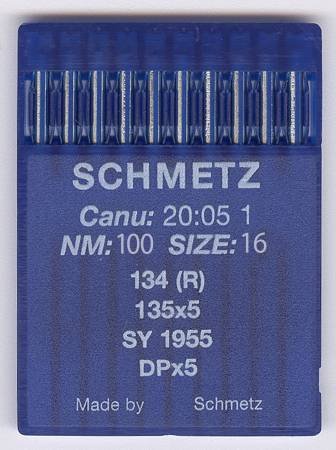 SCHMETZ
Canu: 20:05 1
NM:100 SIZE:16
134 (R)
135x5
SY 1955
DPx5
Made by Schmetz